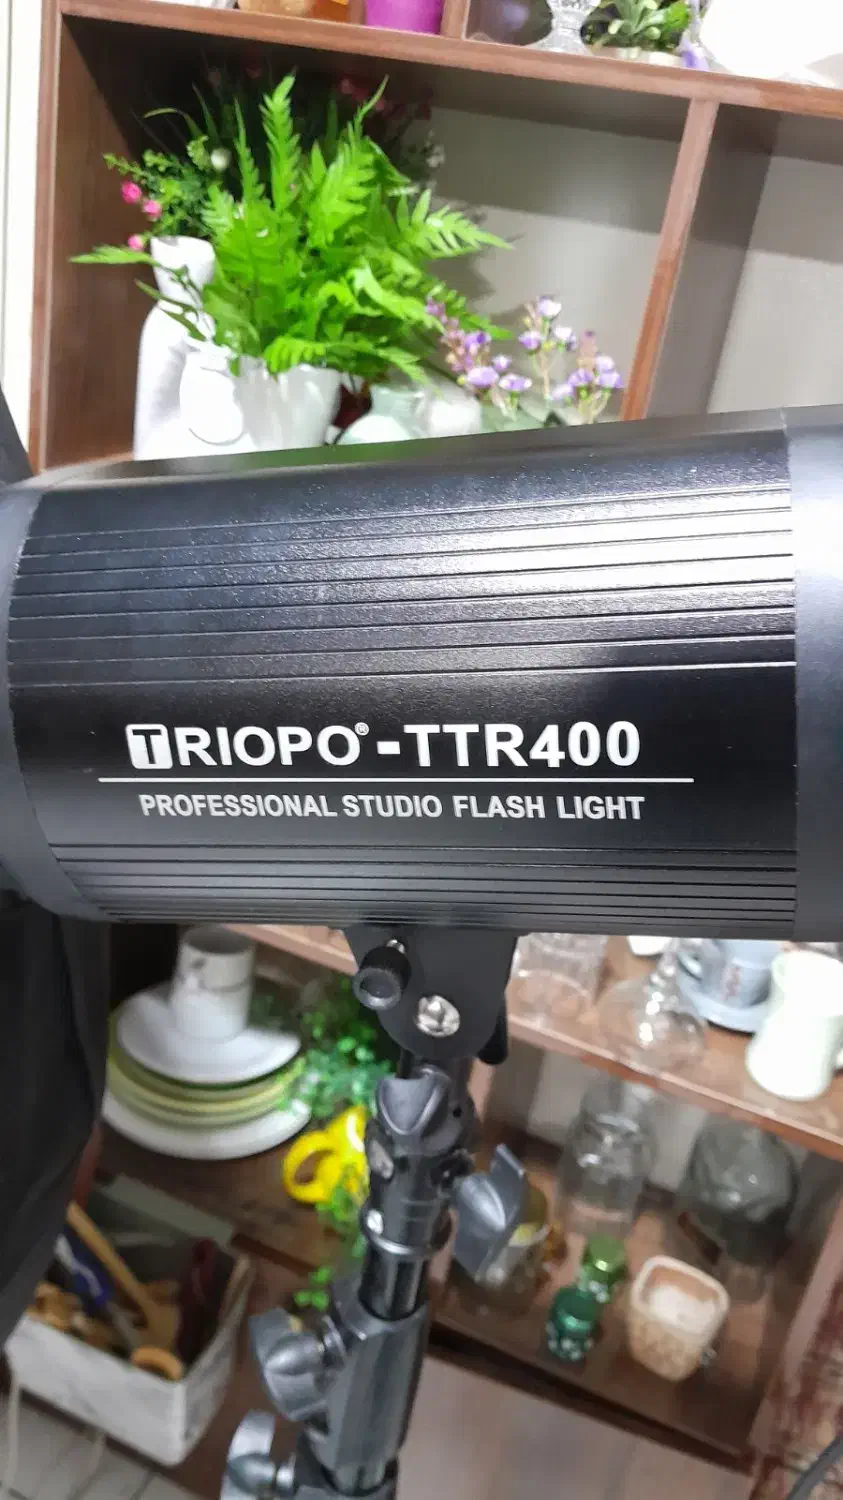 TRIOPO®-TTR400
PROFESSIONAL STUDIO FLASH LIGHT